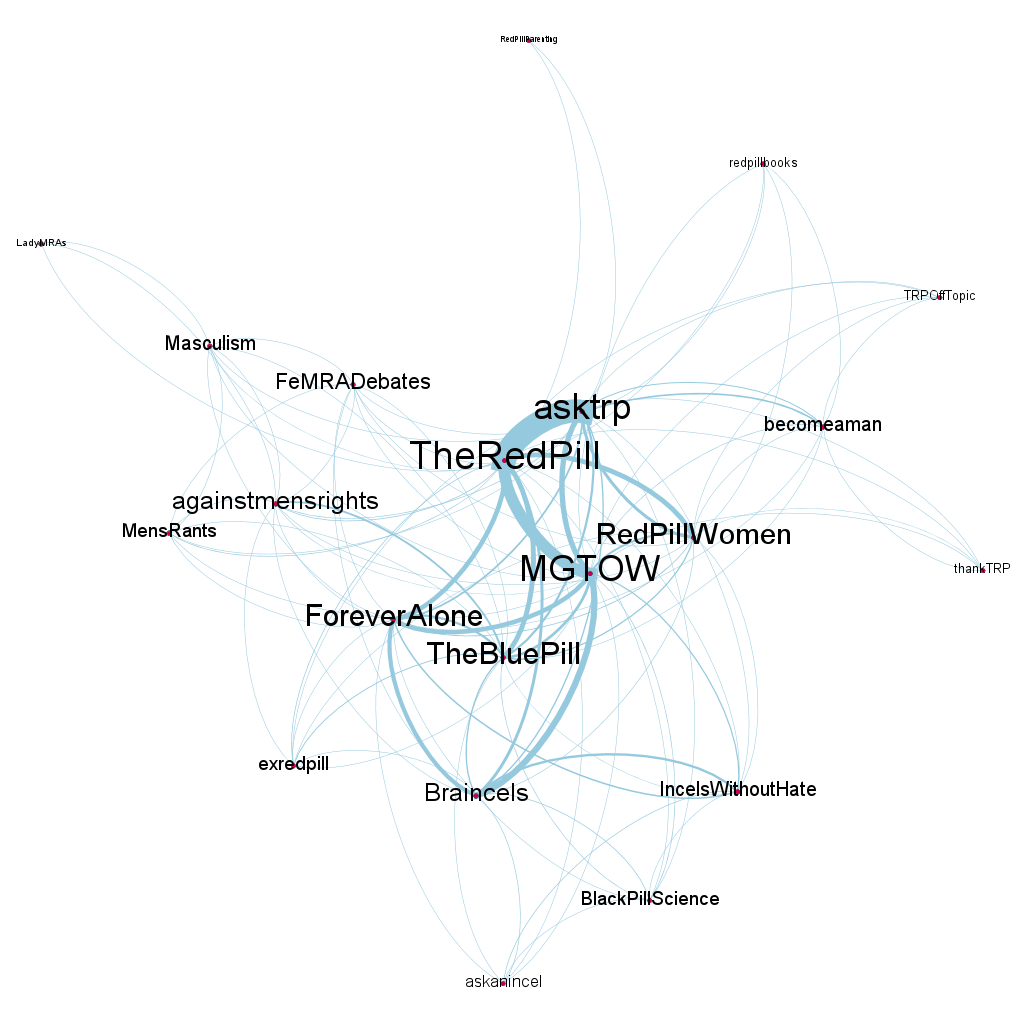 RedPillParenting
redpillbooks
LadyMRAs
TRPOffTopic
Masculism
FeMRADebates
asktrp
becomeaman
TheRedPill
againstmensrights
MensRants
RedPillWomen
MGTOW
thankTRP
ForeverAlone
TheBluePill
exredpill
Braincels
IncelsWithoutHate
BlackPillScience
askanincel